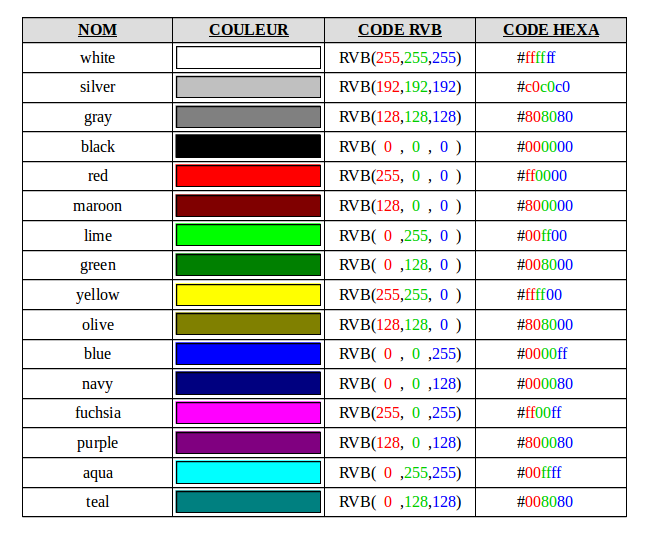 NOM COULEUR CODE RVB CODE HEXA
white RVB(255,255,255) #ffffff
silver RVB(192,192,192) #c0c0c0
gray RVB(128,128,128) #808080
black RVB( 0 , 0 , 0 ) #000000
red RVB(255, 0 , 0 ) #ff0000
maroon RVB(128, 0 , 0 ) #800000
lime RVB( 0 ,255, 0 ) #00ff00
green RVB( 0 ,128, 0 ) #008000
yellow RVB(255,255, 0 ) #ffff00
olive RVB(128,128, 0 ) #808000
blue RVB( 0 , 0 ,255) #0000ff
navy RVB( 0 , 0 ,128) #000080
fuchsia RVB(255, 0 ,255) #ff00ff
purple RVB(128, 0 ,128) #800080
aqua RVB( 0 ,255,255) #00ffff
teal RVB( 0 ,128,128) #008080